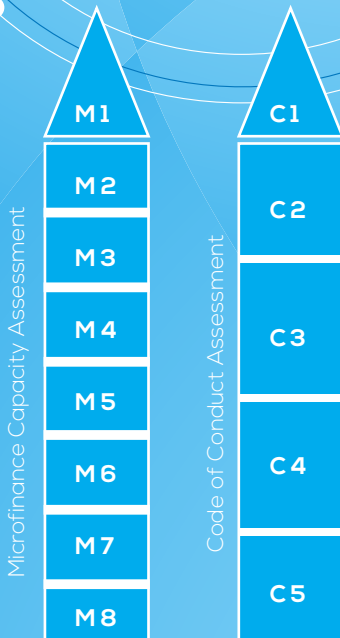 Microfinance Capacity Assessment
M1
M2
M3
M4
M5
M6
M7
M8
Code of Conduct Assessment
C1
C2
C3
C4
C5